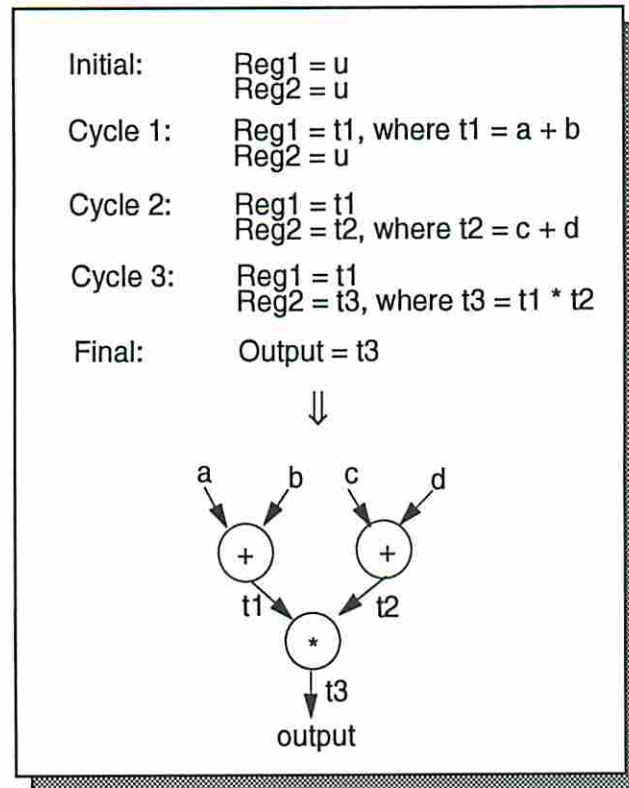 Initial: Reg1 = u
Reg2 = u
Cycle 1: Reg1 = t1, where t1 = a + b
Reg2 = u
Cycle 2: Reg1 = t1
Reg2 = t2, where t2 = c + d
Cycle 3: Reg1 = t1
Reg2 = t3, where t3 = t1 * t2
Final: Output = t3
⇓
a b c d
+ +
t1 t2
*
t3
output